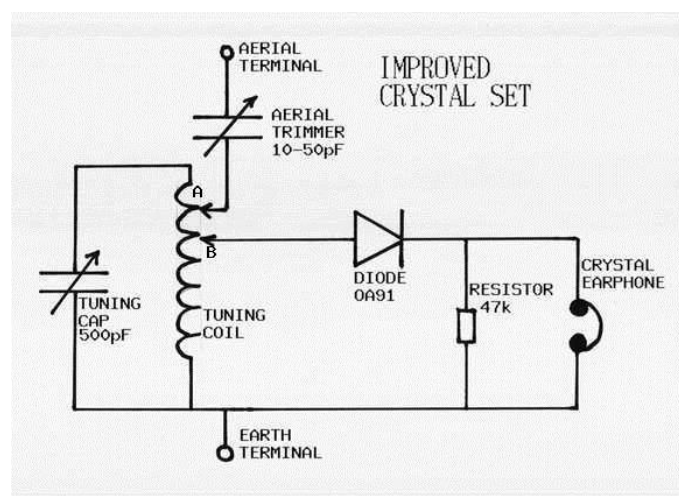 AERIAL
TERMINAL
IMPROVED
CRYSTAL SET
AERIAL
TRIMMER
10-50pF
A
B
DIODE
OA91
CRYSTAL
EARPHONE
RESISTOR
47k
TUNING
CAP
500pF
TUNING
COIL
EARTH
TERMINAL